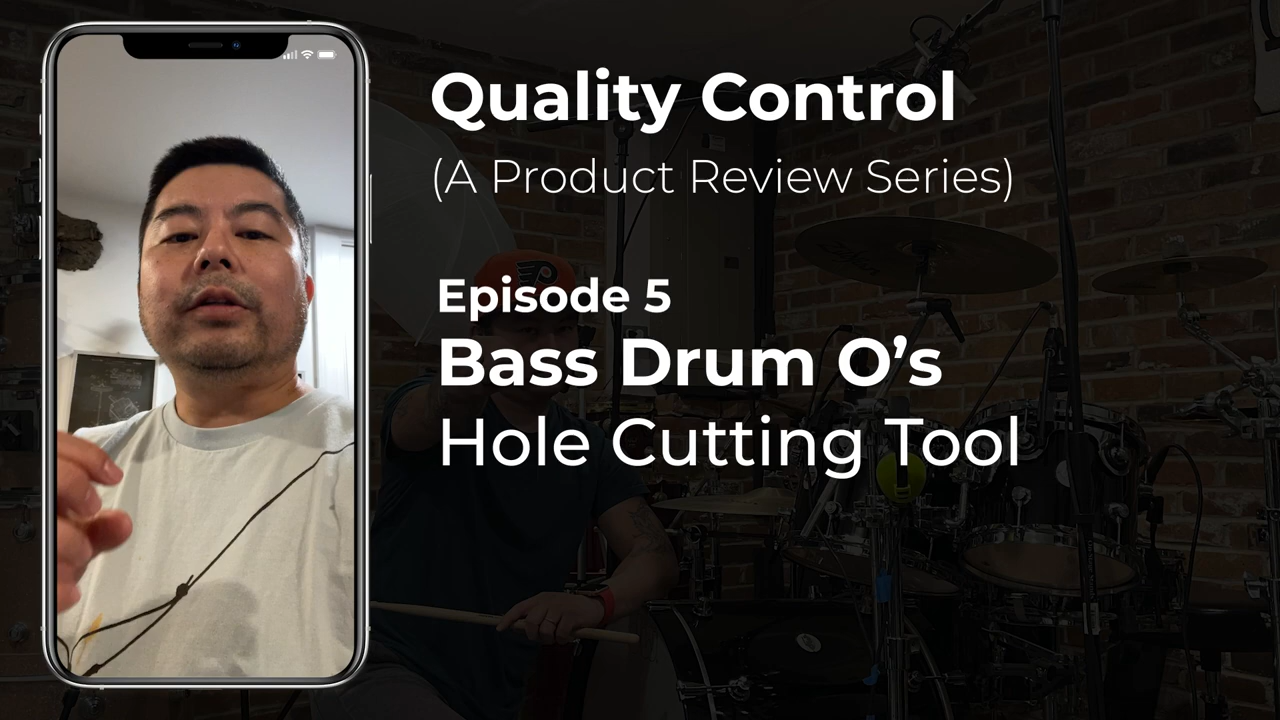 Quality Control
(A Product Review Series)
Episode 5
Bass Drum O’s
Hole Cutting Tool